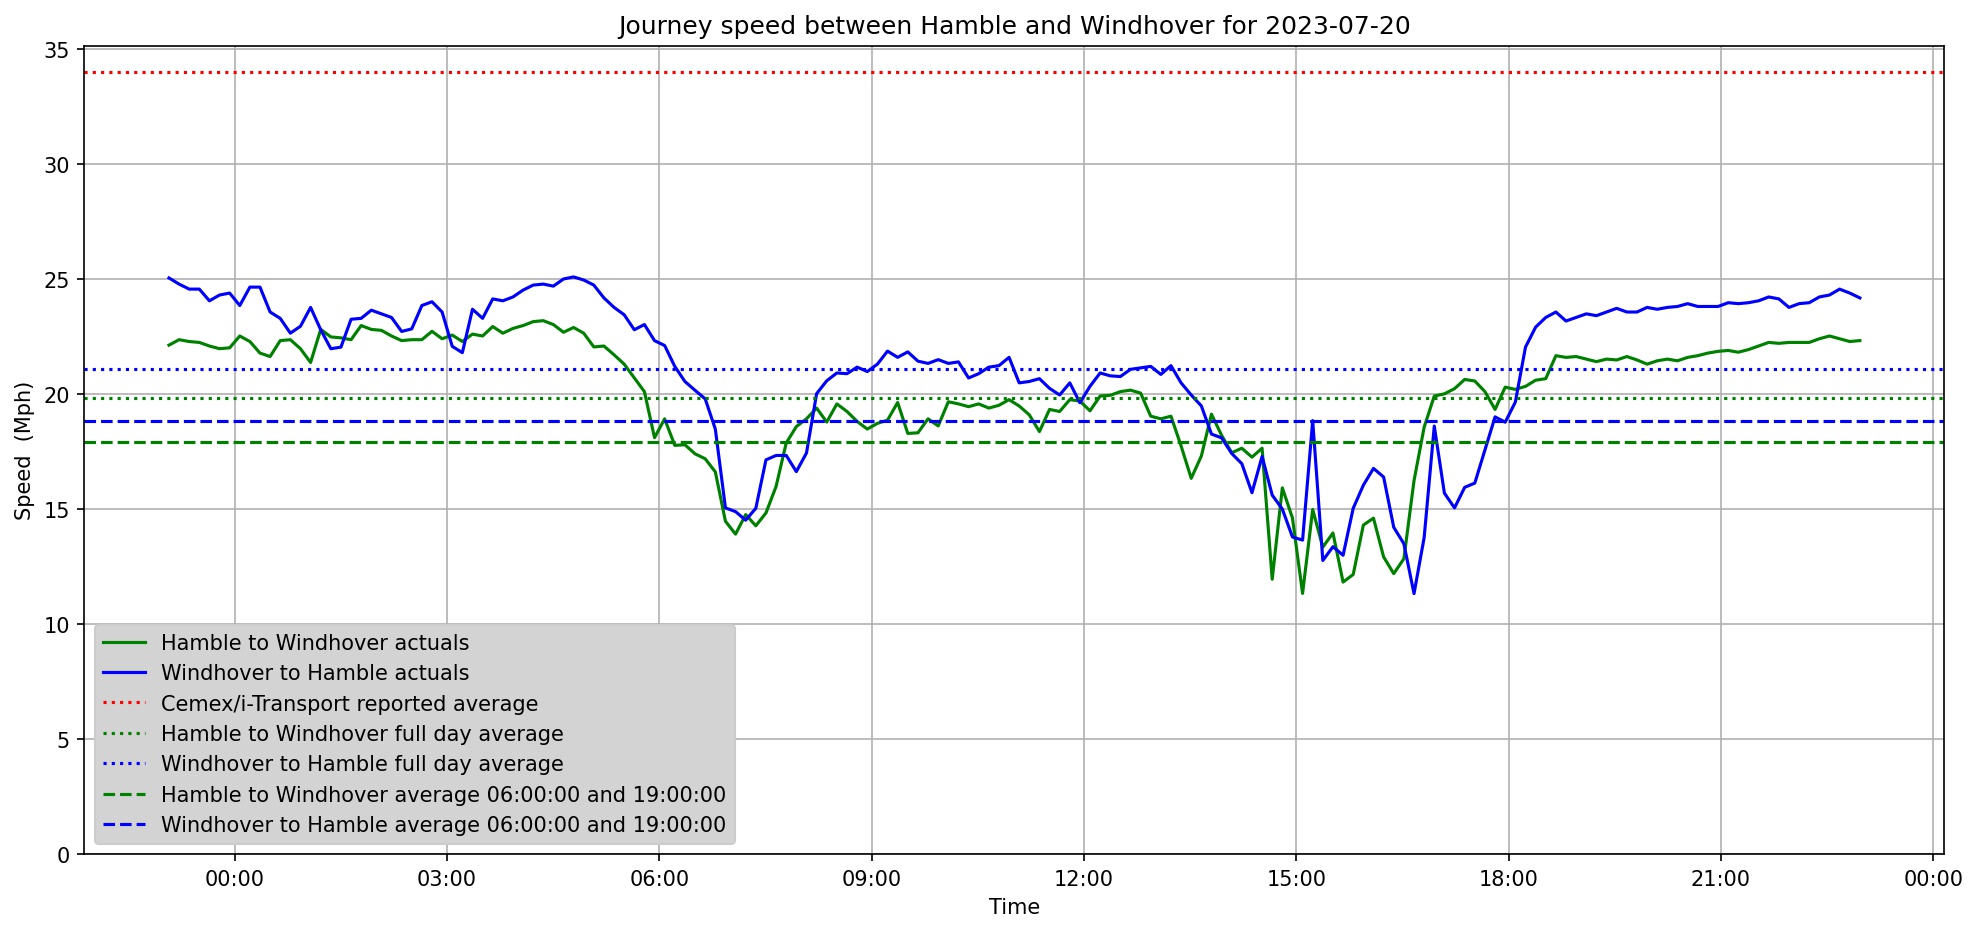 Journey speed between Hamble and Windhover for 2023-07-20
35
30
25
20
15
10
5
0
Speed (Mph)
Hamble to Windhover actuals
Windhover to Hamble actuals
Cemex/i-Transport reported average
Hamble to Windhover full day average
Windhover to Hamble full day average
Hamble to Windhover average 06:00:00 and 19:00:00
Windhover to Hamble average 06:00:00 and 19:00:00
00:00 03:00 06:00 09:00 12:00 15:00 18:00 21:00 00:00
Time